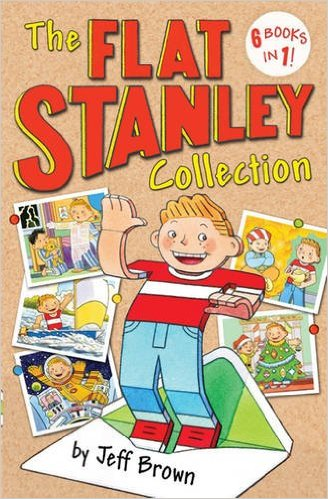 The
FLAT
STANLEY
Collection
6 BOOKS
IN 1!
by Jeff Brown